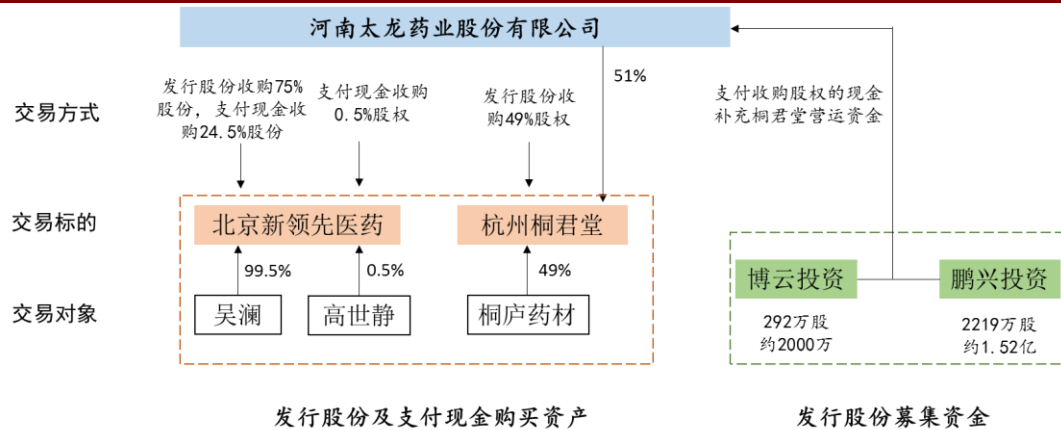 河南太龙药业股份有限公司
51%
交易方式
发行股份收购75%
股份，支付现金收
购24.5%股份
支付现金收购
0.5%股权
发行股份收
购49%股权
支付收购股权的现金
补充桐君堂营运资金
交易标的
北京新领先医药
杭州桐君堂
99.5%
0.5%
49%
博云投资
鹏兴投资
交易对象
吴澜
高世静
桐庐药材
292万股
约2000万
2219万股
约1.52亿
发行股份及支付现金购买资产
发行股份募集资金